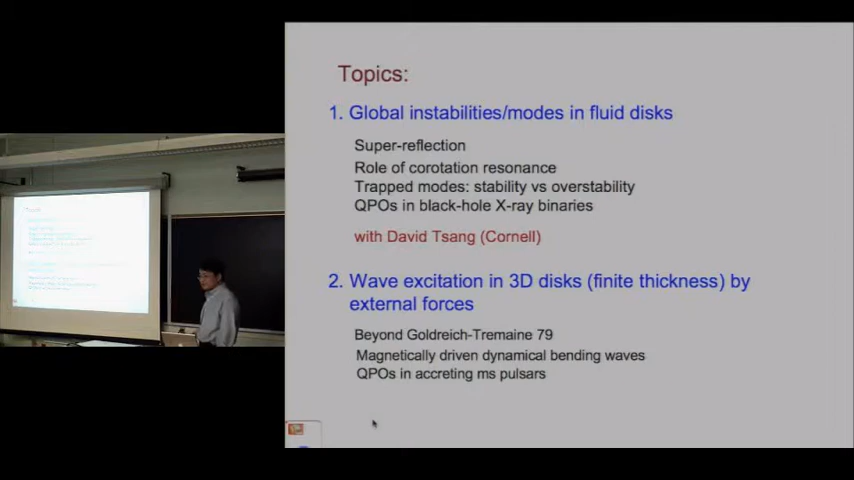 Topics:
1. Global instabilities/modes in fluid disks
Super-reflection
Role of corotation resonance
Trapped modes: stability vs overstability
QPOs in black-hole X-ray binaries
with David Tsang (Cornell)
2. Wave excitation in 3D disks (finite thickness) by
external forces
Beyond Goldreich-Tremaine 79
Magnetically driven dynamical bending waves
QPOs in accreting ms pulsars